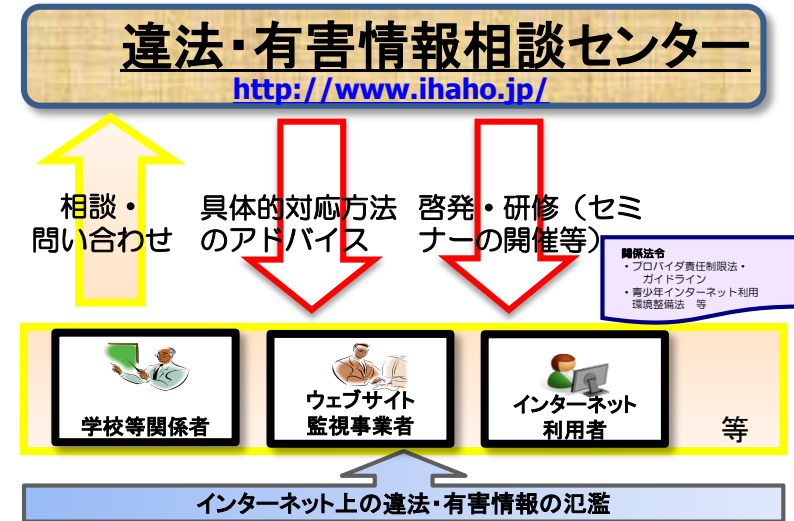 違法・有害情報相談センター
http://www.ihaho.jp/
相談・
問い合わせ
具体的対応方法
のアドバイス
啓発・研修（セミ
ナーの開催等）
関係法令
・プロバイダ責任制限法・
ガイドライン
・青少年インターネット利用
環境整備法　等
学校等関係者
ウェブサイト
監視事業者
インターネット
利用者
等
インターネット上の違法・有害情報の氾濫